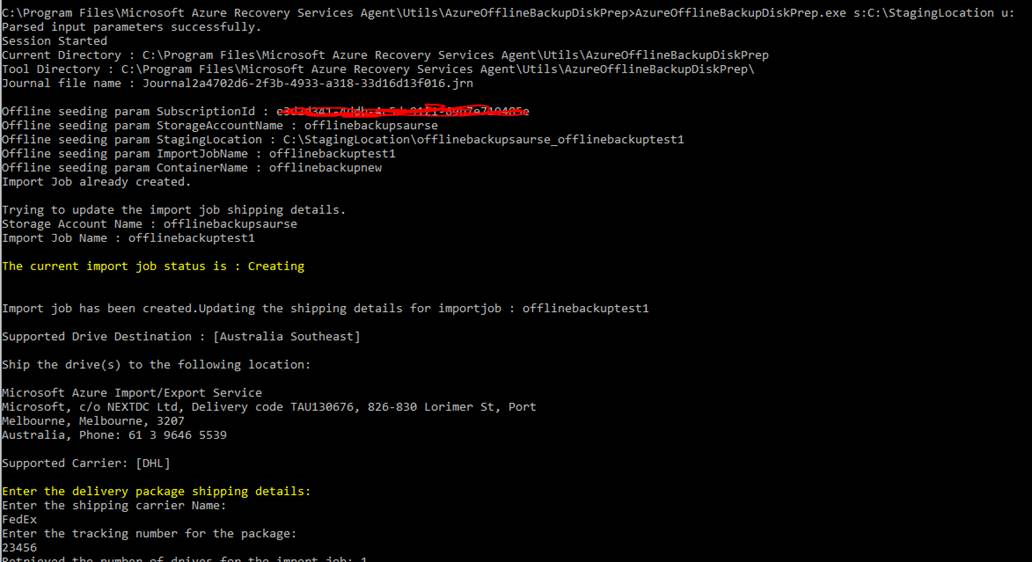 C:\Program Files\Microsoft Azure Recovery Services Agent\Utils\AzureOfflineBackupDiskPrep>AzureOfflineBackupDiskPrep.exe s:C:\StagingLocation u:
Parsed input parameters successfully.
Session Started
Current Directory : C:\Program Files\Microsoft Azure Recovery Services Agent\Utils\AzureOfflineBackupDiskPrep
Tool Directory : C:\Program Files\Microsoft Azure Recovery Services Agent\Utils\AzureOfflineBackupDiskPrep\
Journal file name : Journal2a4702d6-2f3b-4933-a318-33d16d13f016.jrn
Offline seeding param SubscriptionId :
Offline seeding param StorageAccountName : offlinebackupsaurse
Offline seeding param StagingLocation : C:\StagingLocation\offlinebackupsaurse_offlinebackuptest1
Offline seeding param ImportJobName : offlinebackuptest1
Offline seeding param ContainerName : offlinebackupnew
Import Job already created.
Trying to update the import job shipping details.
Storage Account Name : offlinebackupsaurse
Import Job Name : offlinebackuptest1
The current import job status is : Creating
Import job has been created.Updating the shipping details for importjob : offlinebackuptest1
Supported Drive Destination : [Australia Southeast]
Ship the drive(s) to the following location:
Microsoft Azure Import/Export Service
Microsoft, c/o NEXTDC Ltd, Delivery code TAU130676, 826-830 Lorimer St, Port
Melbourne, Melbourne, 3207
Australia, Phone: 61 3 9646 5539
Supported Carrier: [DHL]
Enter the delivery package shipping details:
Enter the shipping carrier Name:
FedEx
Enter the tracking number for the package:
23456
Retrieved the number of drives for the import job: 1